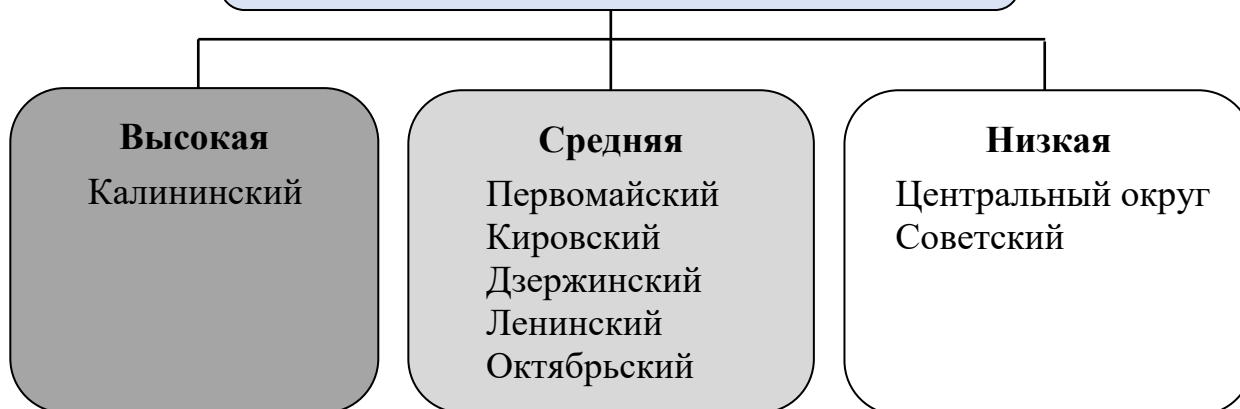 Высокая
Калининский
Средняя
Первомайский
Кировский
Дзержинский
Ленинский
Октябрьский
Низкая
Центральный округ
Советский